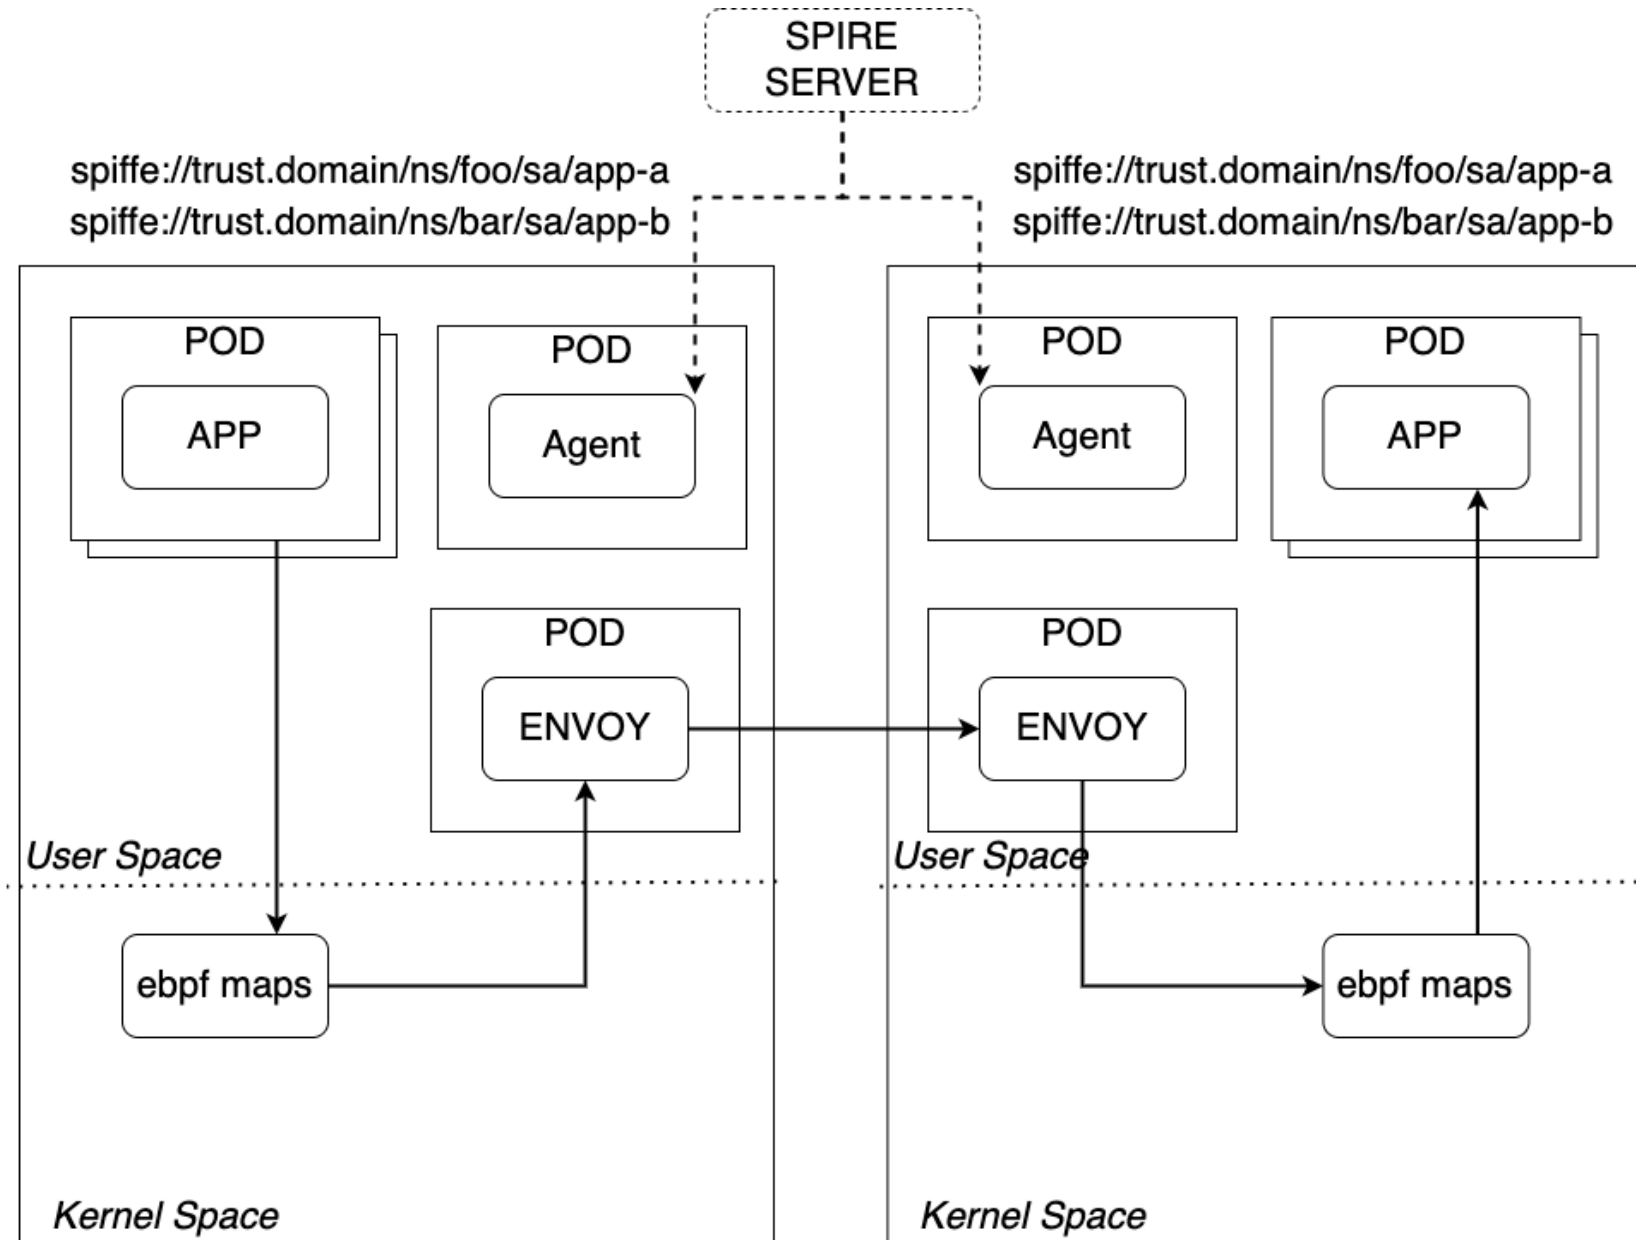 SPIRE
SERVER
spiffe://trust.domain/ns/foo/sa/app-a
spiffe://trust.domain/ns/bar/sa/app-b
spiffe://trust.domain/ns/foo/sa/app-a
spiffe://trust.domain/ns/bar/sa/app-b
POD
APP
POD
Agent
POD
ENVOY
User Space
ebpf maps
Kernel Space
POD
Agent
POD
APP
POD
ENVOY
User Space
ebpf maps
Kernel Space